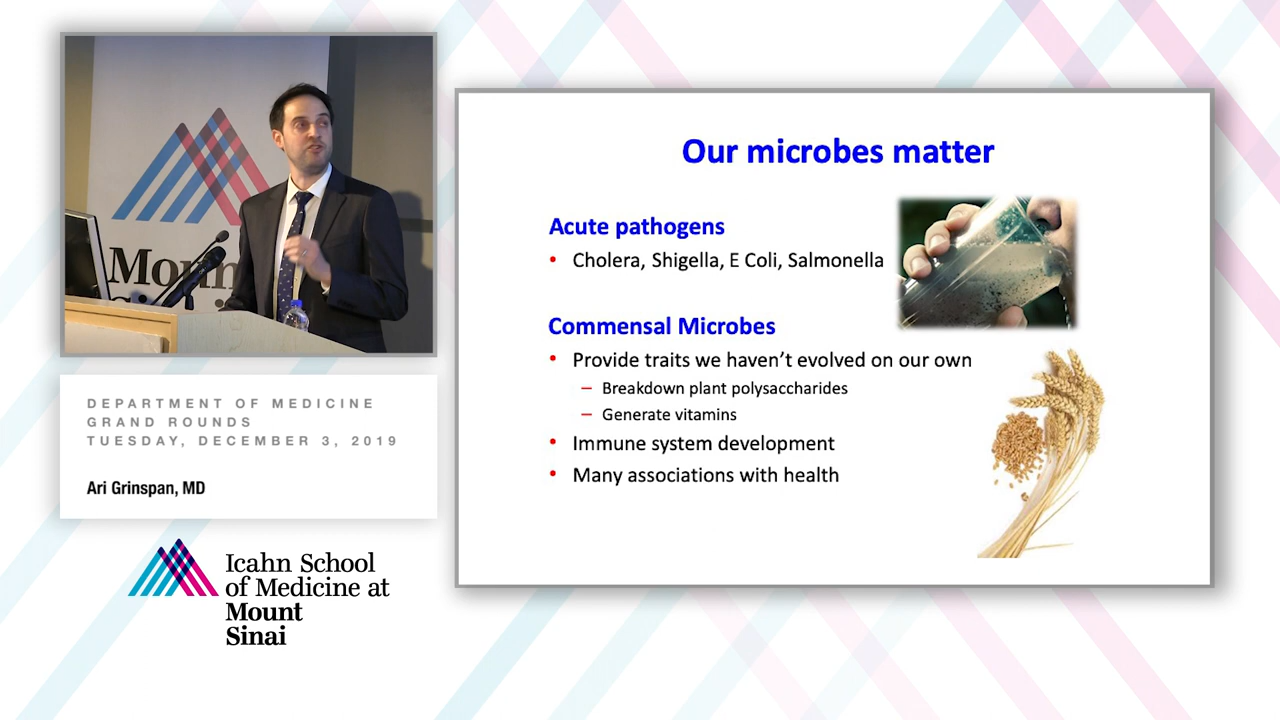 Moun
DEPARTMENT OF MEDICINE
GRAND ROUNDS
TUESDAY, DECEMBER 3, 2019
Ari Grinspan, MD
Icahn School
of Medicine at
Mount
Sinai
Our microbes matter
Acute pathogens
• Cholera, Shigella, E Coli, Salmonella
Commensal Microbes
• Provide traits we haven't evolved on our own
– Breakdown plant polysaccharides
– Generate vitamins
• Immune system development
• Many associations with health